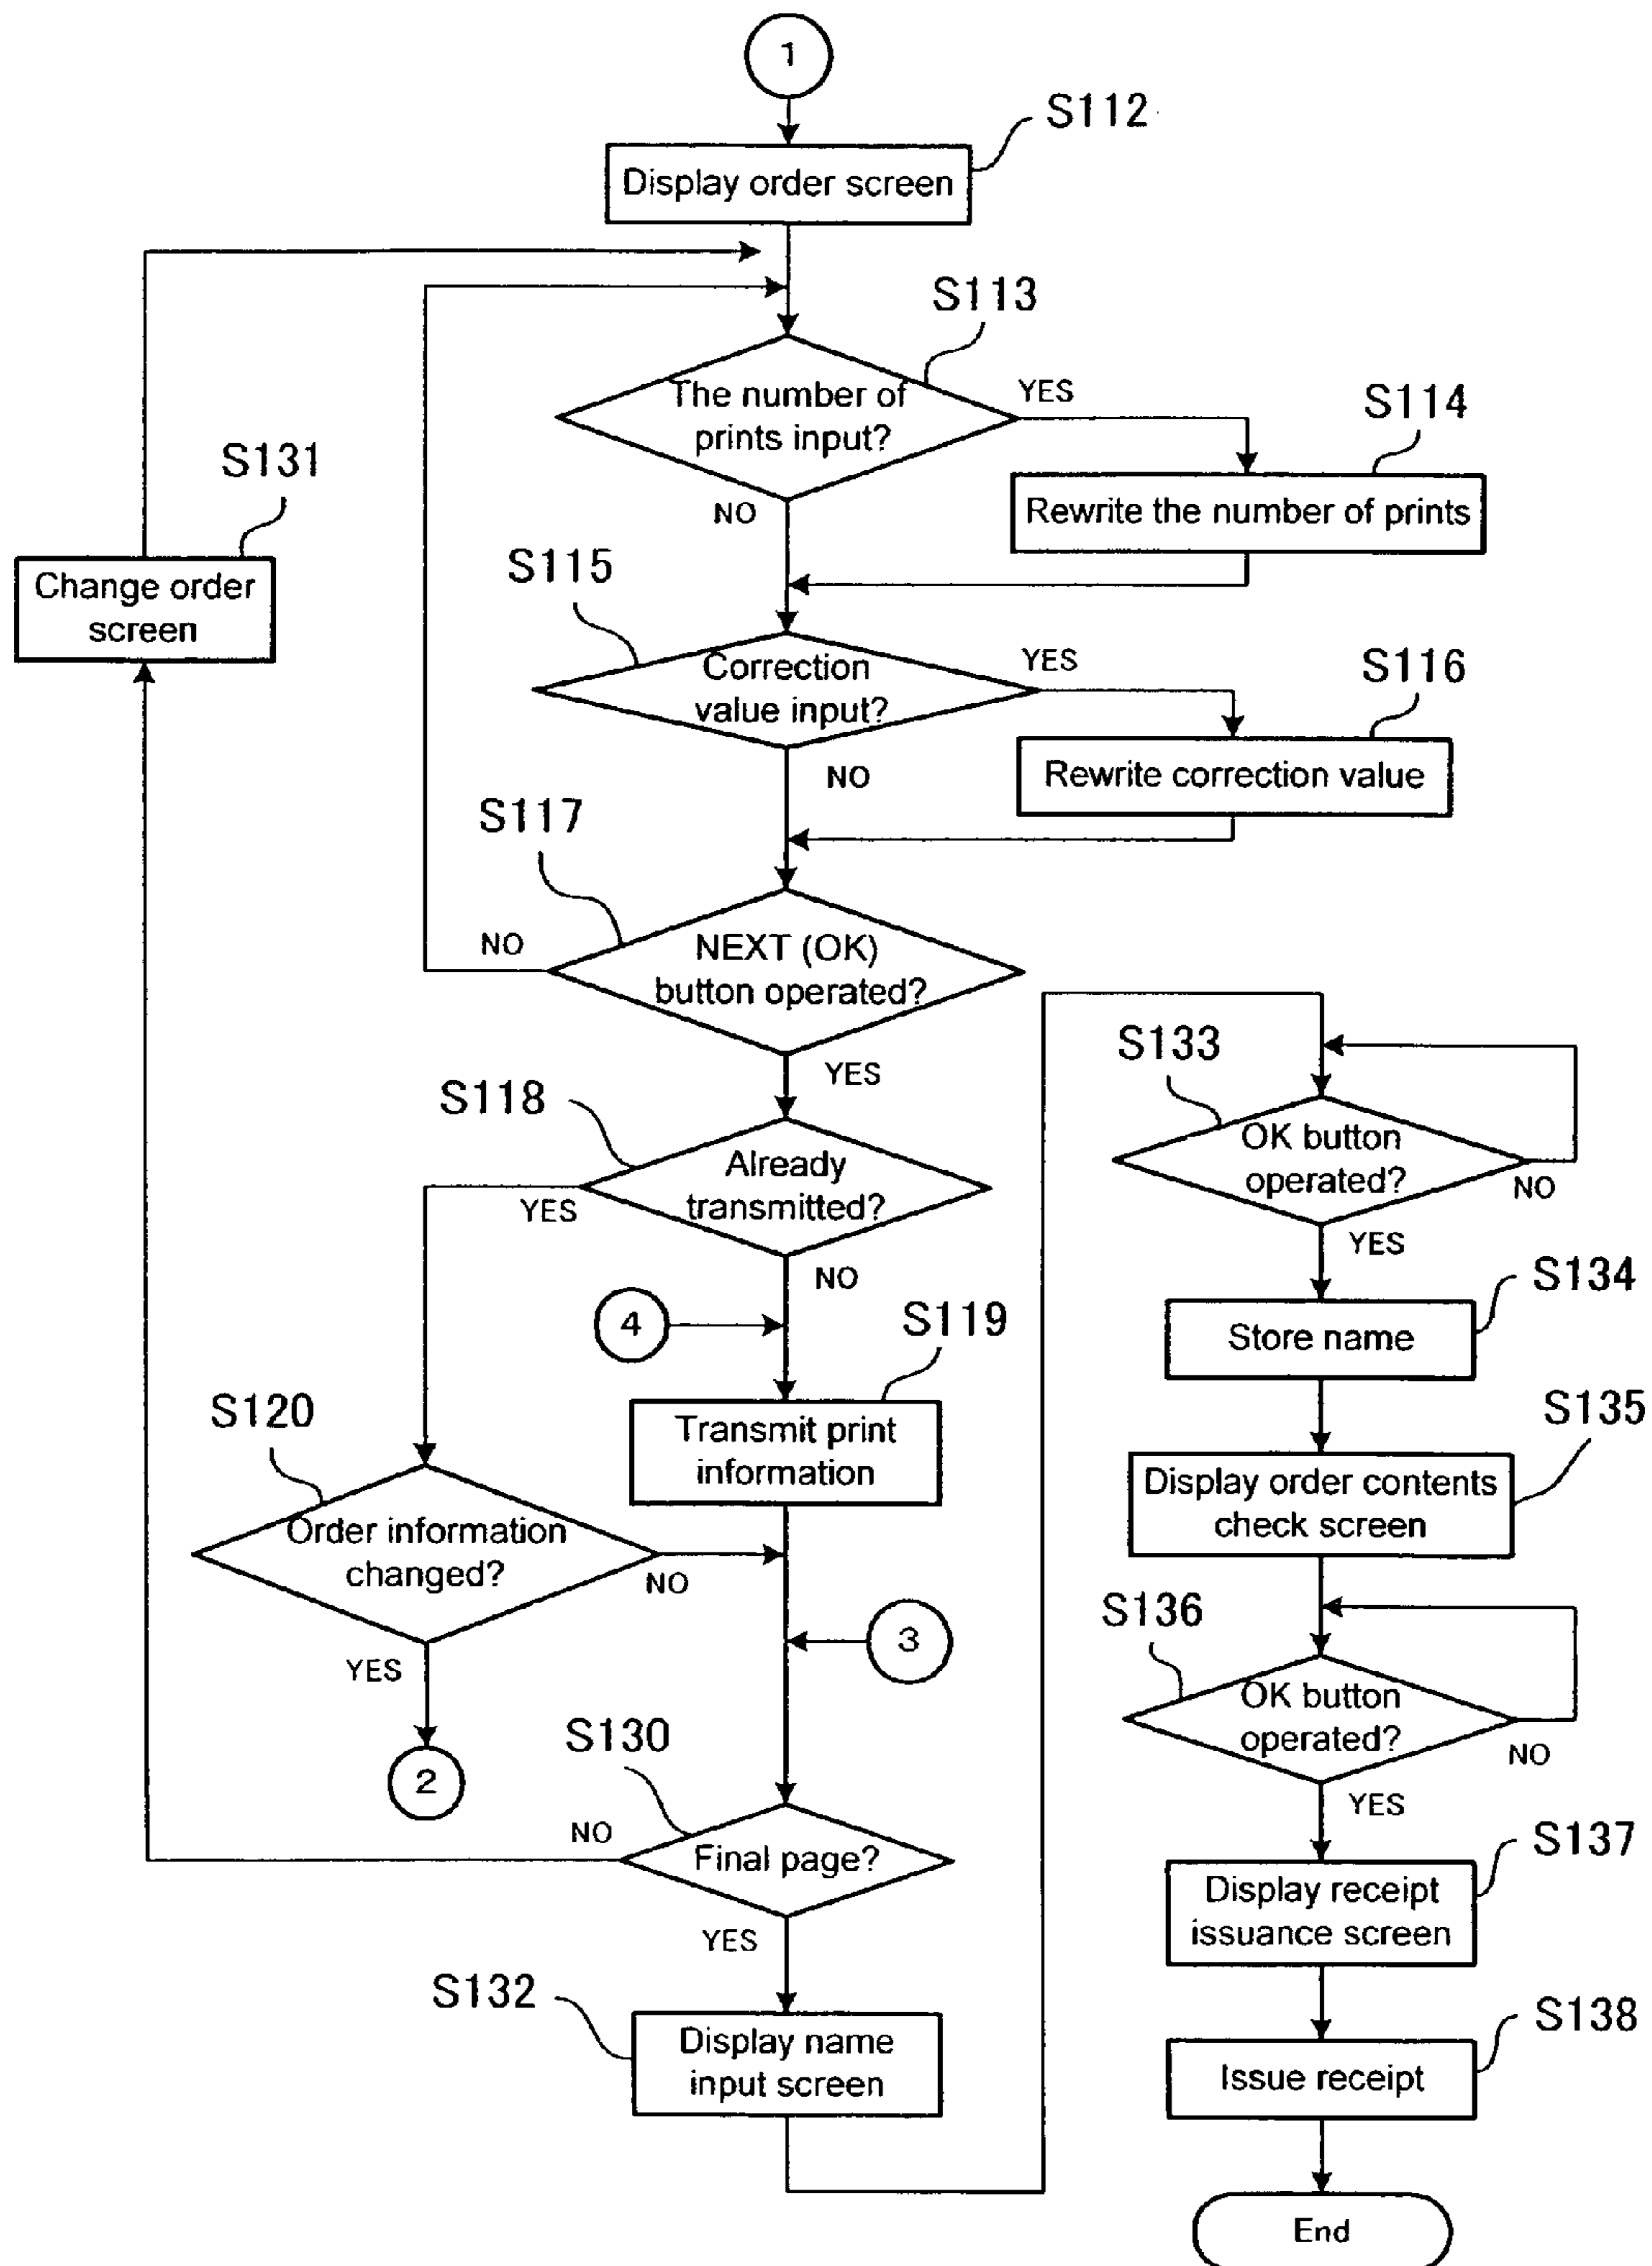 1
S112
Display order screen
S113
The number of
prints input?
YES
NO
S114
Rewrite the number of prints
S131
Change order
screen
S115
Correction
value input?
YES
NO
S116
Rewrite correction value
S117
NEXT (OK)
button operated?
NO
YES
S118
Already
transmitted?
YES
NO
4
S119
Transmit print
information
S120
Order information
changed?
NO
YES
2
3
S130
Final page?
NO
YES
S132
Display name
input screen
S133
OK button
operated?
NO
YES
S134
Store name
S135
Display order contents
check screen
S136
OK button
operated?
NO
YES
S137
Display receipt
issuance screen
S138
Issue receipt
End